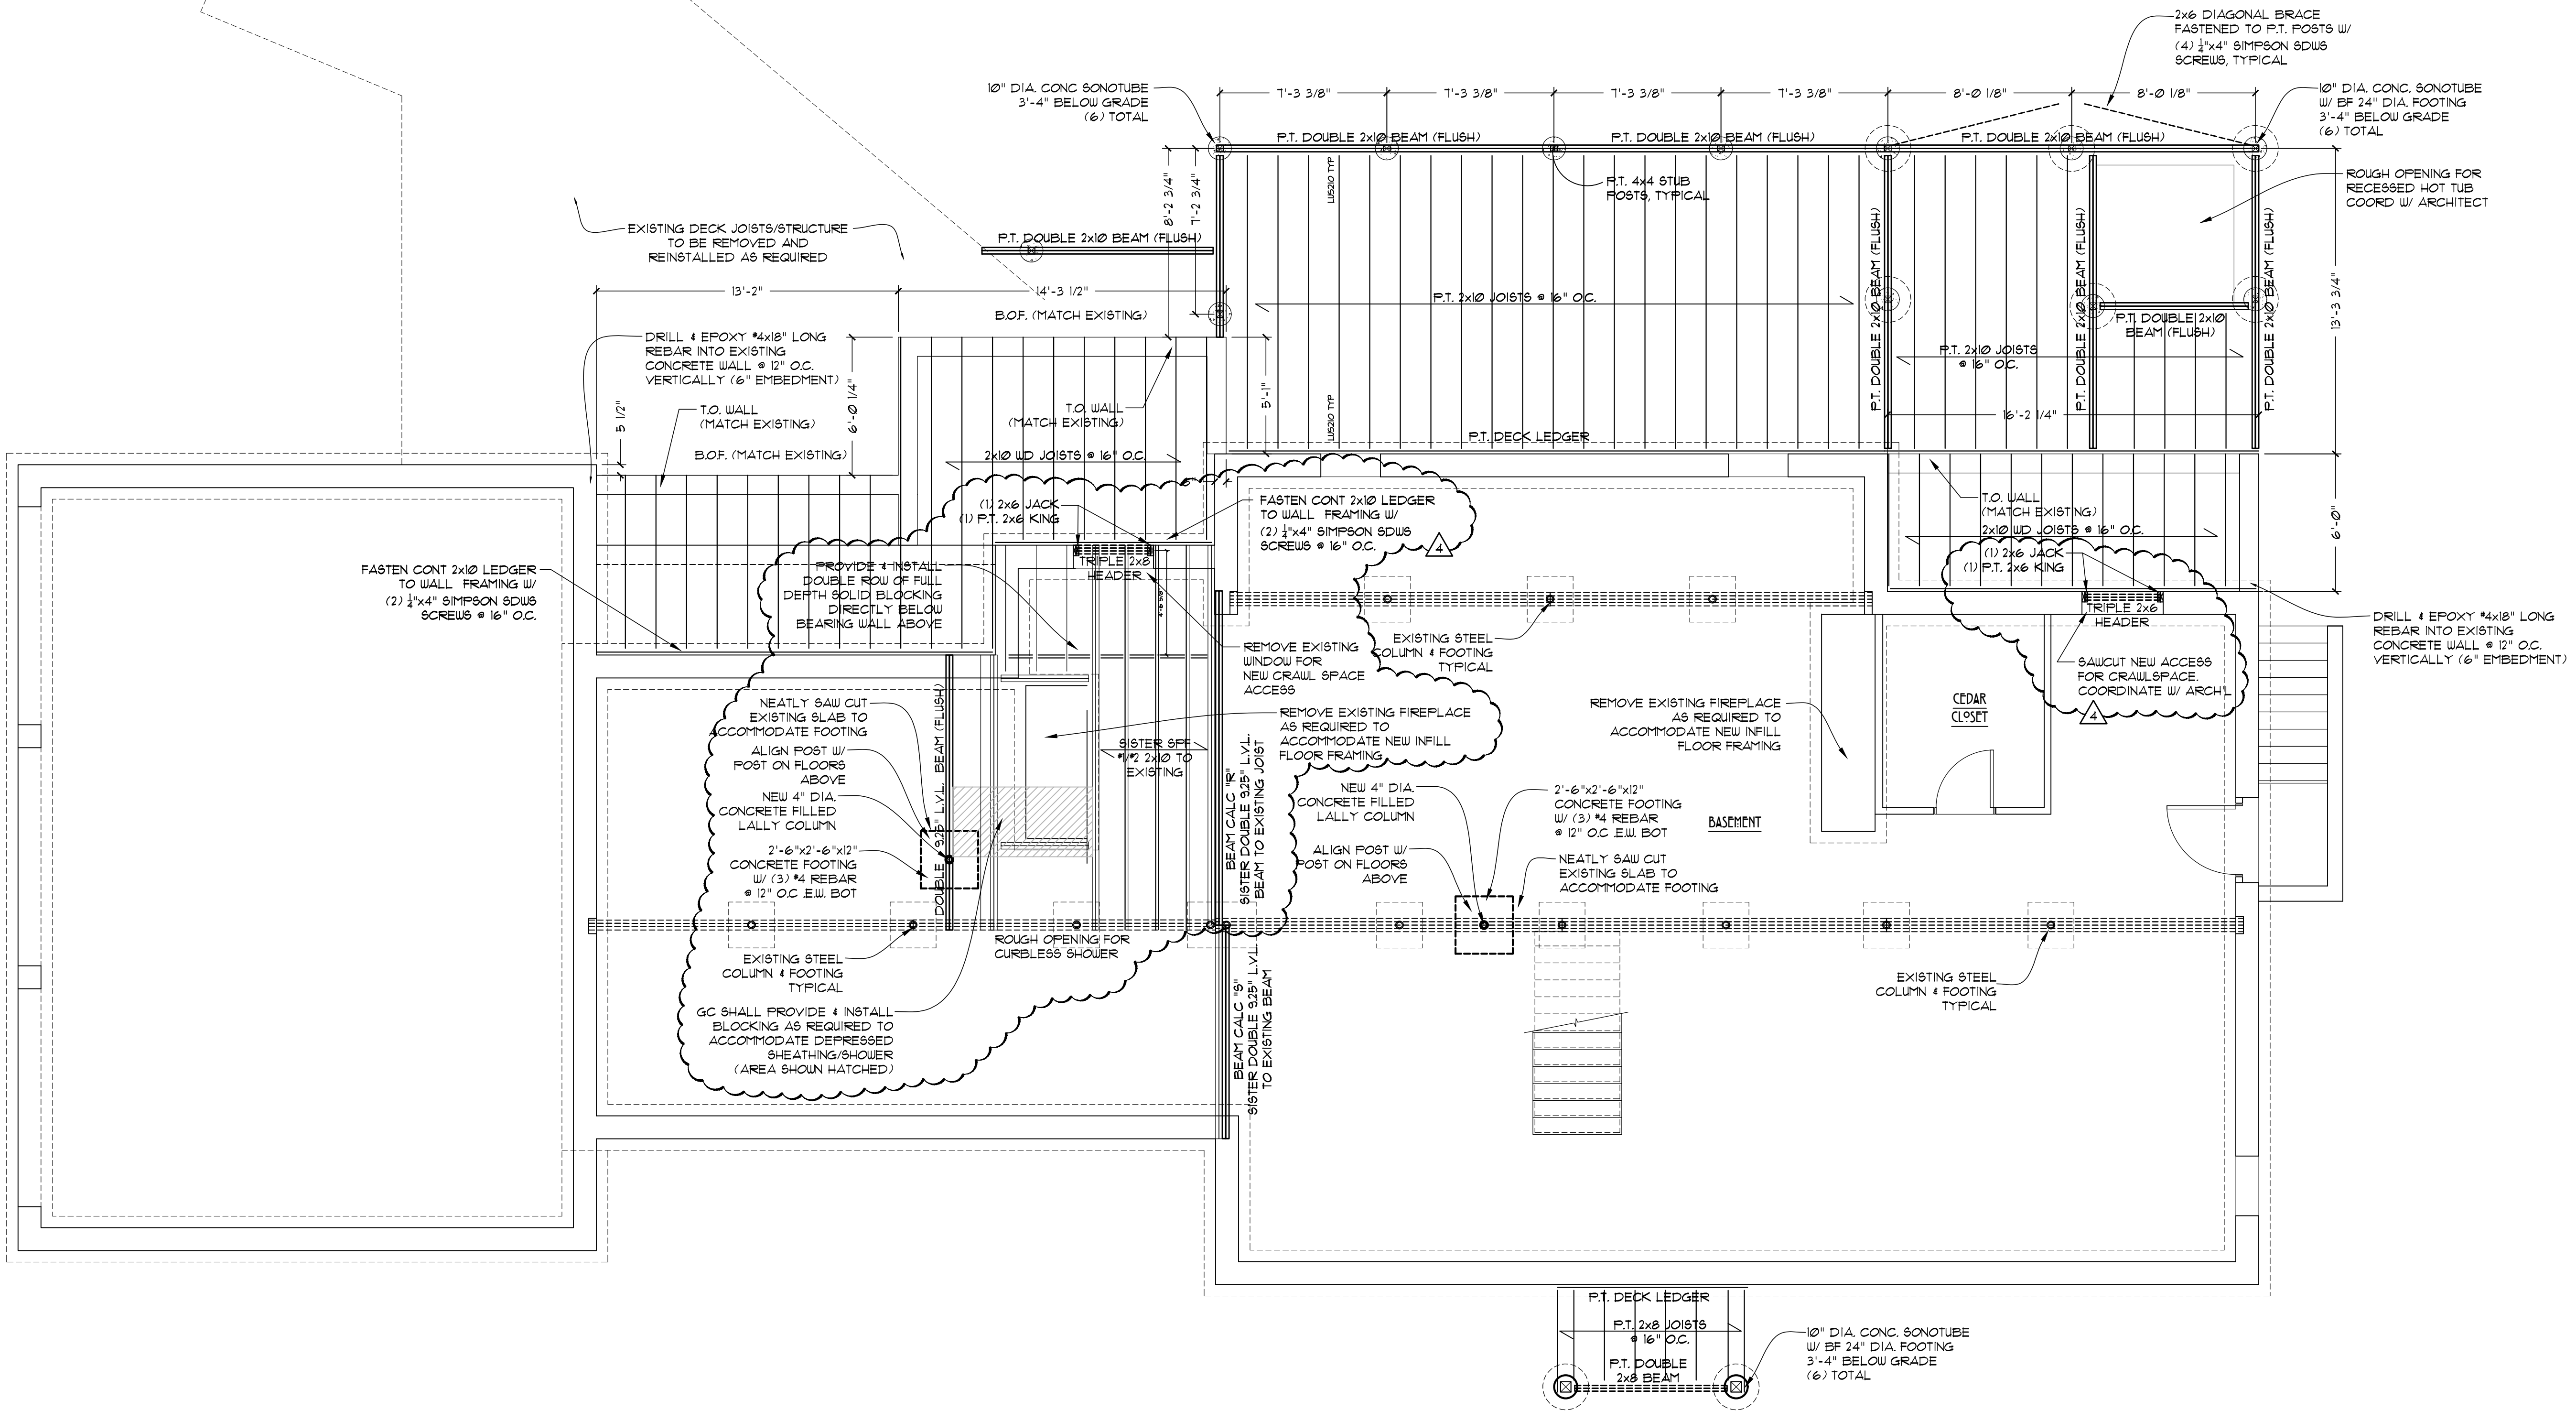 2x6 DIAGONAL BRACE
FASTENED TO P.T. POSTS W/
(4) ¼"x4" SIMPSON SDWS
SCREWS, TYPICAL
10" DIA. CONC SONOTUBE
3'-4" BELOW GRADE
(6) TOTAL
7'-3 3/8"
7'-3 3/8"
7'-3 3/8"
7'-3 3/8"
8'-0 1/8"
8'-0 1/8"
10" DIA. CONC. SONOTUBE
W/ BF 24" DIA. FOOTING
3'-4" BELOW GRADE
(6) TOTAL
P.T. DOUBLE 2x10 BEAM (FLUSH)
P.T. DOUBLE 2x10 BEAM (FLUSH)
P.T. DOUBLE 2x10 BEAM (FLUSH)
LUS210 TYP
P.T. 4x4 STUB
POSTS, TYPICAL
ROUGH OPENING FOR
RECESSED HOT TUB
COORD W/ ARCHITECT
8'-2 3/4"
7'-2 3/4"
EXISTING DECK JOISTS/STRUCTURE
TO BE REMOVED AND
REINSTALLED AS REQUIRED
P.T. DOUBLE 2x10 BEAM (FLUSH)
P.T. DOUBLE 2x10 BEAM (FLUSH)
P.T. DOUBLE 2x10 BEAM (FLUSH)
P.T. DOUBLE 2x10 BEAM (FLUSH)
13'-3 3/4"
13'-2"
14'-3 1/2"
P.T. 2x10 JOISTS @ 16" O.C.
B.O.F. (MATCH EXISTING)
P.T. DOUBLE 2x10
BEAM (FLUSH)
DRILL & EPOXY #4x18" LONG
REBAR INTO EXISTING
CONCRETE WALL @ 12" O.C.
VERTICALLY (6" EMBEDMENT)
P.T. 2x10 JOISTS
@ 16" O.C.
5 1/2"
6'-0 1/4"
5'-1"
T.O. WALL
(MATCH EXISTING)
T.O. WALL
(MATCH EXISTING)
LUS210 TYP
16'-2 1/4"
P.T. DECK LEDGER
B.O.F. (MATCH EXISTING)
2x10 WD JOISTS @ 16" O.C.
6"
(1) 2x6 JACK
(1) P.T. 2x6 KING
FASTEN CONT 2x10 LEDGER
TO WALL FRAMING W/
(2) ¼"x4" SIMPSON SDWS
SCREWS @ 16" O.C.
4
T.O. WALL
(MATCH EXISTING)
2x10 WD JOISTS @ 16" O.C.
6'-0"
(1) 2x6 JACK
(1) P.T. 2x6 KING
FASTEN CONT 2x10 LEDGER
TO WALL FRAMING W/
(2) ¼"x4" SIMPSON SDWS
SCREWS @ 16" O.C.
PROVIDE & INSTALL
DOUBLE ROW OF FULL
DEPTH SOLID BLOCKING
DIRECTLY BELOW
BEARING WALL ABOVE
TRIPLE 2x8
HEADER
4'-6 5/8"
TRIPLE 2x6
HEADER
DRILL & EPOXY #4x18" LONG
REBAR INTO EXISTING
CONCRETE WALL @ 12" O.C.
VERTICALLY (6" EMBEDMENT)
EXISTING STEEL
COLUMN & FOOTING
TYPICAL
REMOVE EXISTING
WINDOW FOR
NEW CRAWL SPACE
ACCESS
SAWCUT NEW ACCESS
FOR CRAWLSPACE.
COORDINATE W/ ARCH'L
4
NEATLY SAW CUT
EXISTING SLAB TO
ACCOMMODATE FOOTING
DOUBLE 9.25" L.V.L. BEAM (FLUSH)
REMOVE EXISTING FIREPLACE
AS REQUIRED TO
ACCOMMODATE NEW INFILL
FLOOR FRAMING
REMOVE EXISTING FIREPLACE
AS REQUIRED TO
ACCOMMODATE NEW INFILL
FLOOR FRAMING
CEDAR
CLOSET
ALIGN POST W/
POST ON FLOORS
ABOVE
SISTER SPF
#1/#2 2x10 TO
EXISTING
BEAM CALC "R"
SISTER DOUBLE 9.25" L.V.L.
BEAM TO EXISTING JOIST
NEW 4" DIA.
CONCRETE FILLED
LALLY COLUMN
NEW 4" DIA.
CONCRETE FILLED
LALLY COLUMN
2'-6"x2'-6"x12"
CONCRETE FOOTING
W/ (3) #4 REBAR
@ 12" O.C .E.W. BOT
BASEMENT
2'-6"x2'-6"x12"
CONCRETE FOOTING
W/ (3) #4 REBAR
@ 12" O.C .E.W. BOT
ALIGN POST W/
POST ON FLOORS
ABOVE
NEATLY SAW CUT
EXISTING SLAB TO
ACCOMMODATE FOOTING
ROUGH OPENING FOR
CURBLESS SHOWER
EXISTING STEEL
COLUMN & FOOTING
TYPICAL
EXISTING STEEL
COLUMN & FOOTING
TYPICAL
GC SHALL PROVIDE & INSTALL
BLOCKING AS REQUIRED TO
ACCOMMODATE DEPRESSED
SHEATHING/SHOWER
(AREA SHOWN HATCHED)
BEAM CALC "S"
SISTER DOUBLE 9.25" L.V.L.
TO EXISTING BEAM
P.T. DECK LEDGER
P.T. 2x8 JOISTS
@ 16" O.C.
P.T. DOUBLE
2x8 BEAM
10" DIA. CONC. SONOTUBE
W/ BF 24" DIA. FOOTING
3'-4" BELOW GRADE
(6) TOTAL